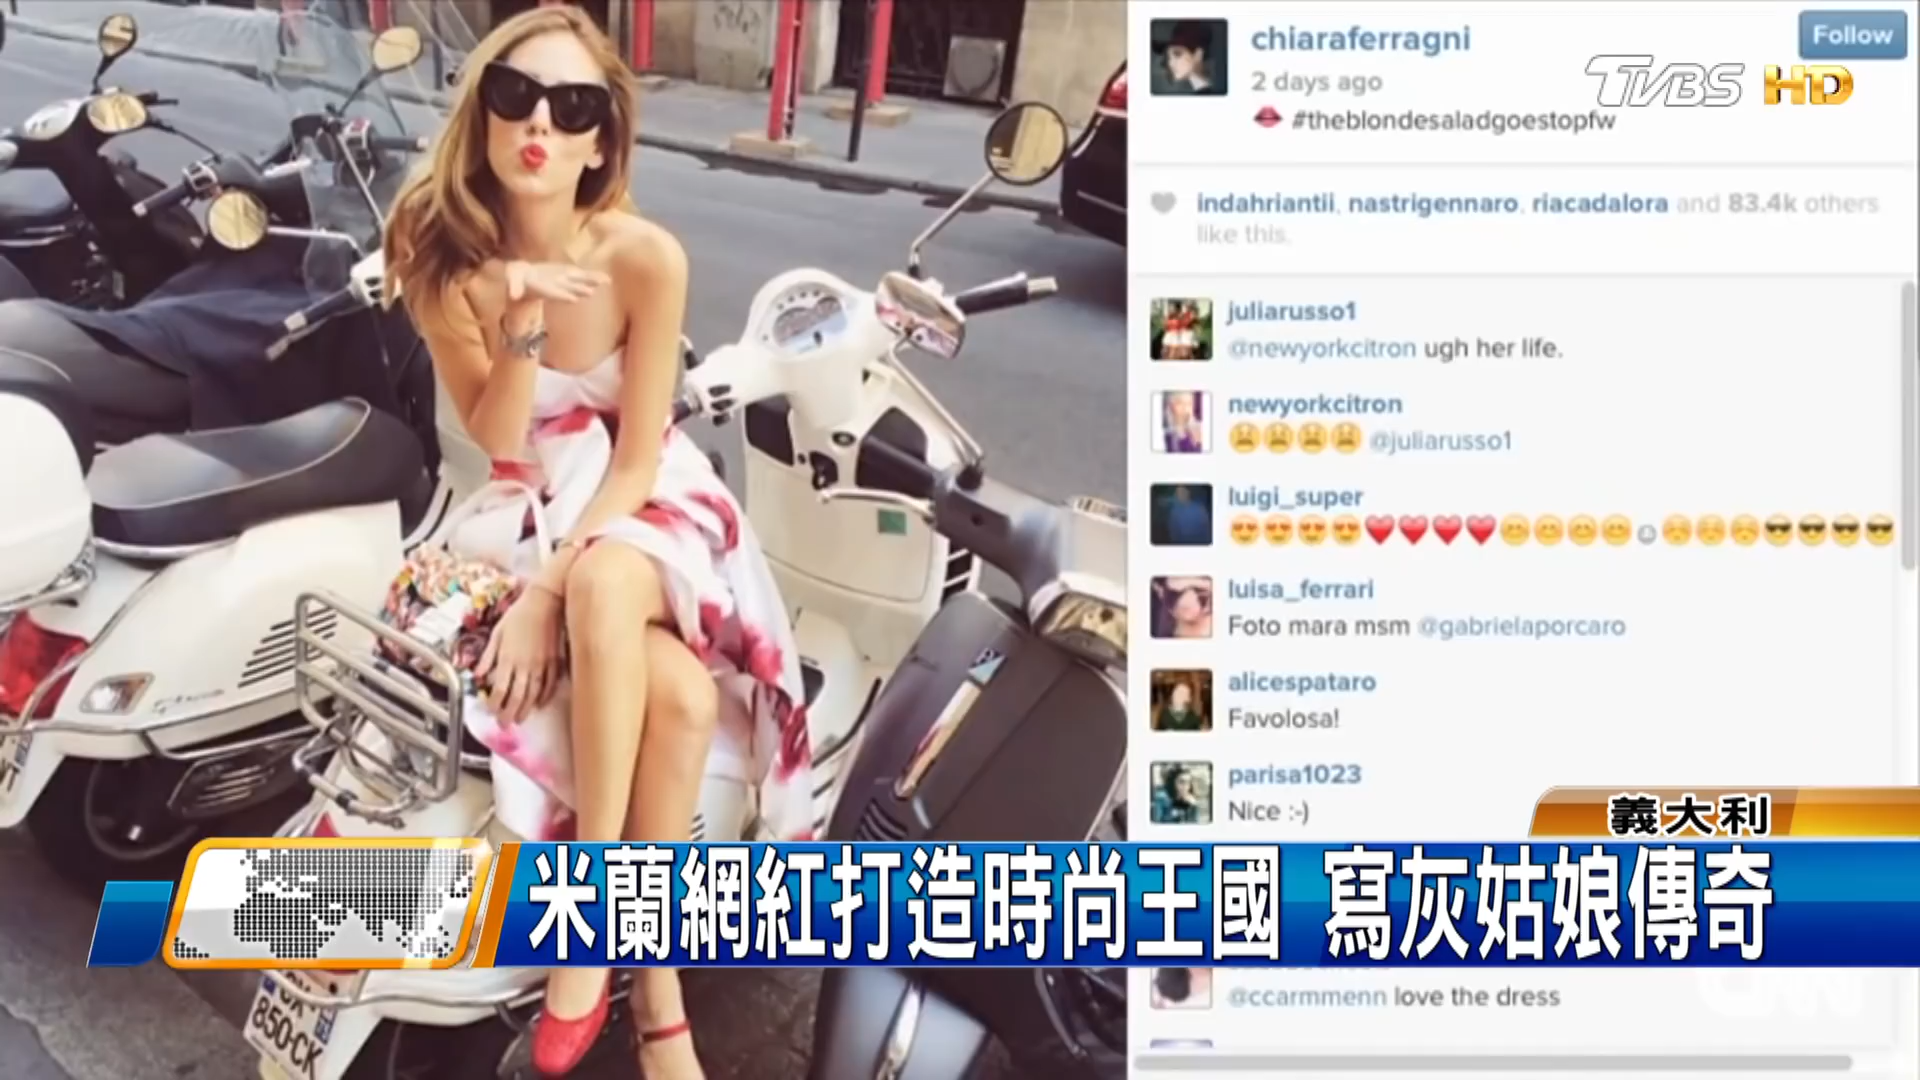 chiaraferragni
Follow
2 days ago
TVBS HD
#theblondesaladgoestopfw
indahriantii, nastrigennaro, riacadalora and 83.4k others
like this.
juliarusso1
@newyorkcitron ugh her life.
newyorkcitron
@juliarusso1
luigi_super
luisa_ferrari
Foto mara msm @gabrielaporcaro
alicespataro
Favolosa!
parisa1023
Nice :-)
義大利
米蘭網紅打造時尚王國 寫灰姑娘傳奇
@ccarmmenn love the dress
CNN
850·CK